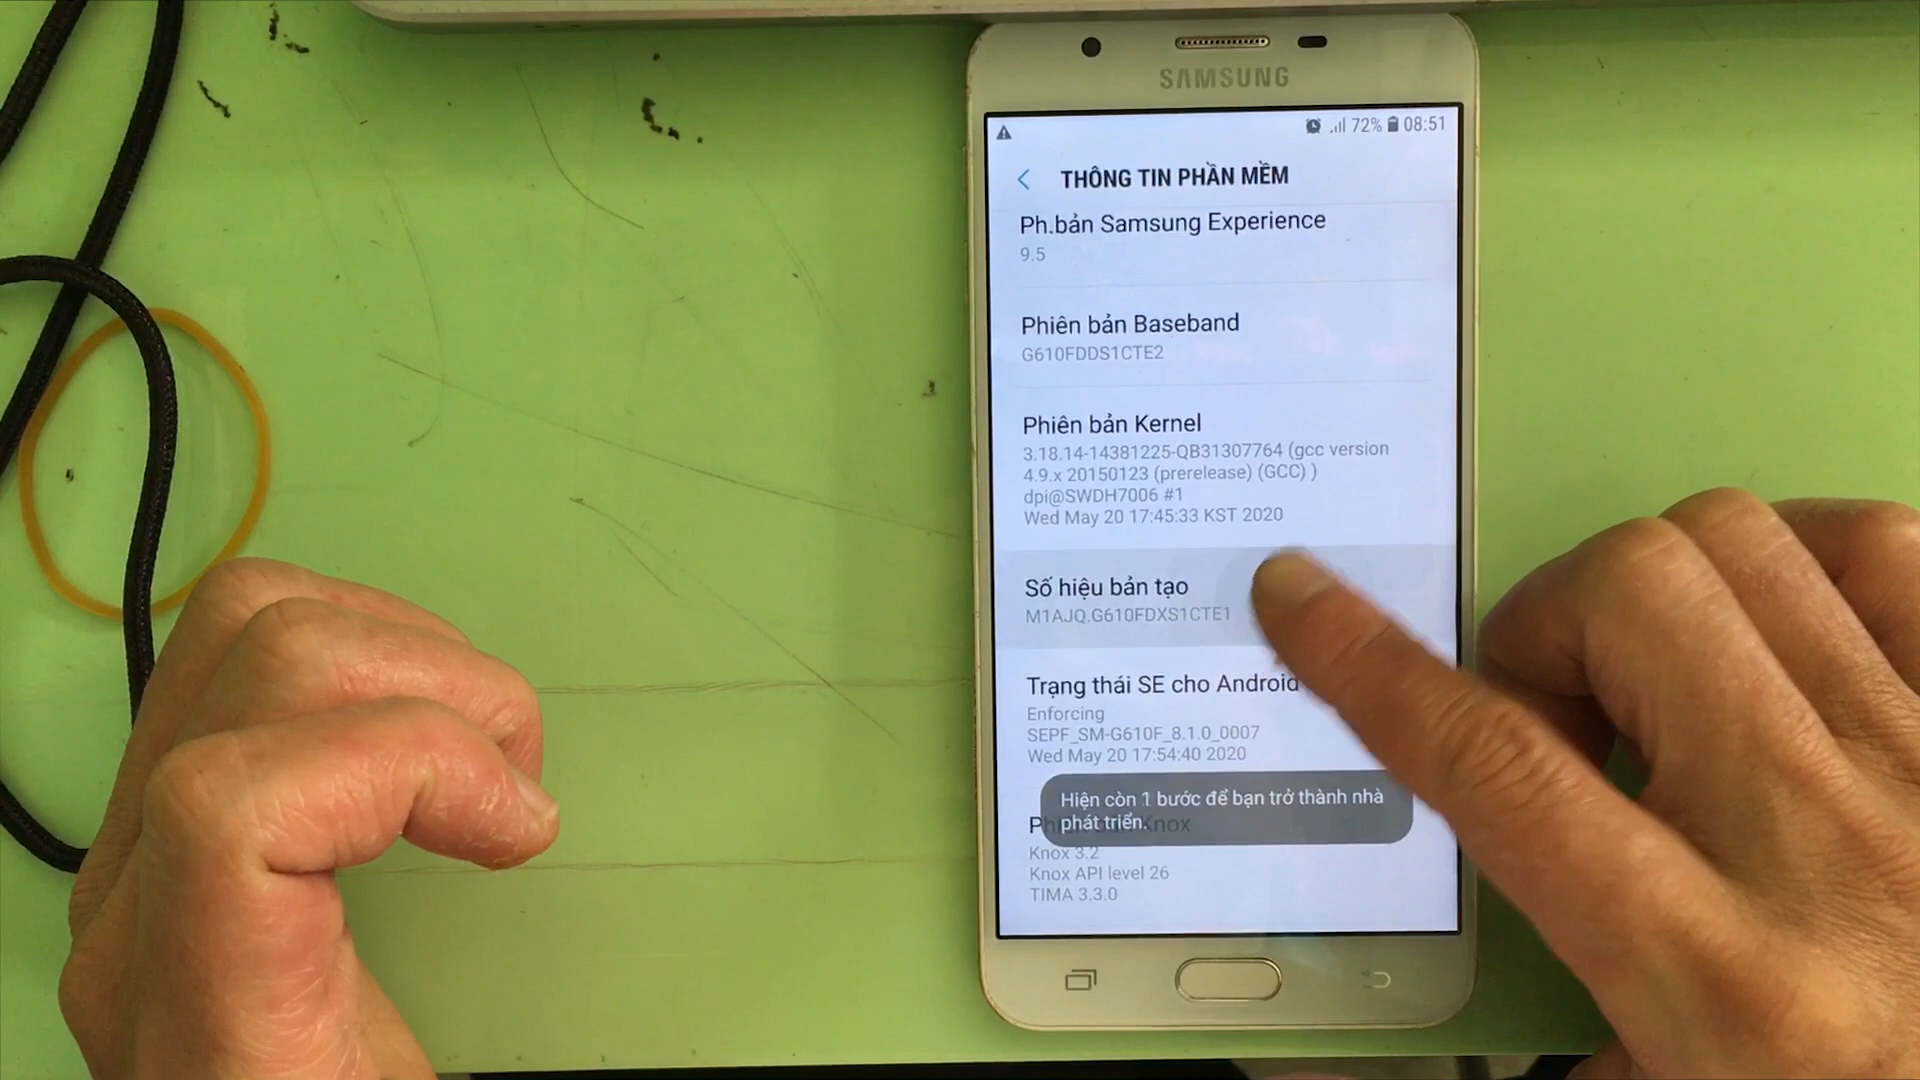 SAMSUNG
72% 08:51
THÔNG TIN PHẦN MỀM
Ph.bản Samsung Experience
9.5
Phiên bản Baseband
G610FDDS1CTE2
Phiên bản Kernel
3.18.14-14381225-QB31307764 (gcc version
4.9.x 20150123 (prerelease) (GCC) )
dpi@SWDH7006 #1
Wed May 20 17:45:33 KST 2020
Số hiệu bản tạo
M1AJQ.G610FDXS1CTE1
Trạng thái SE cho Android
Enforcing
SEPF_SM-G610F_8.1.0_0007
Wed May 20 17:54:40 2020
Hiện còn 1 bước để bạn trở thành nhà
phát triển.
Knox
Knox 3.2
Knox API level 26
TIMA 3.3.0